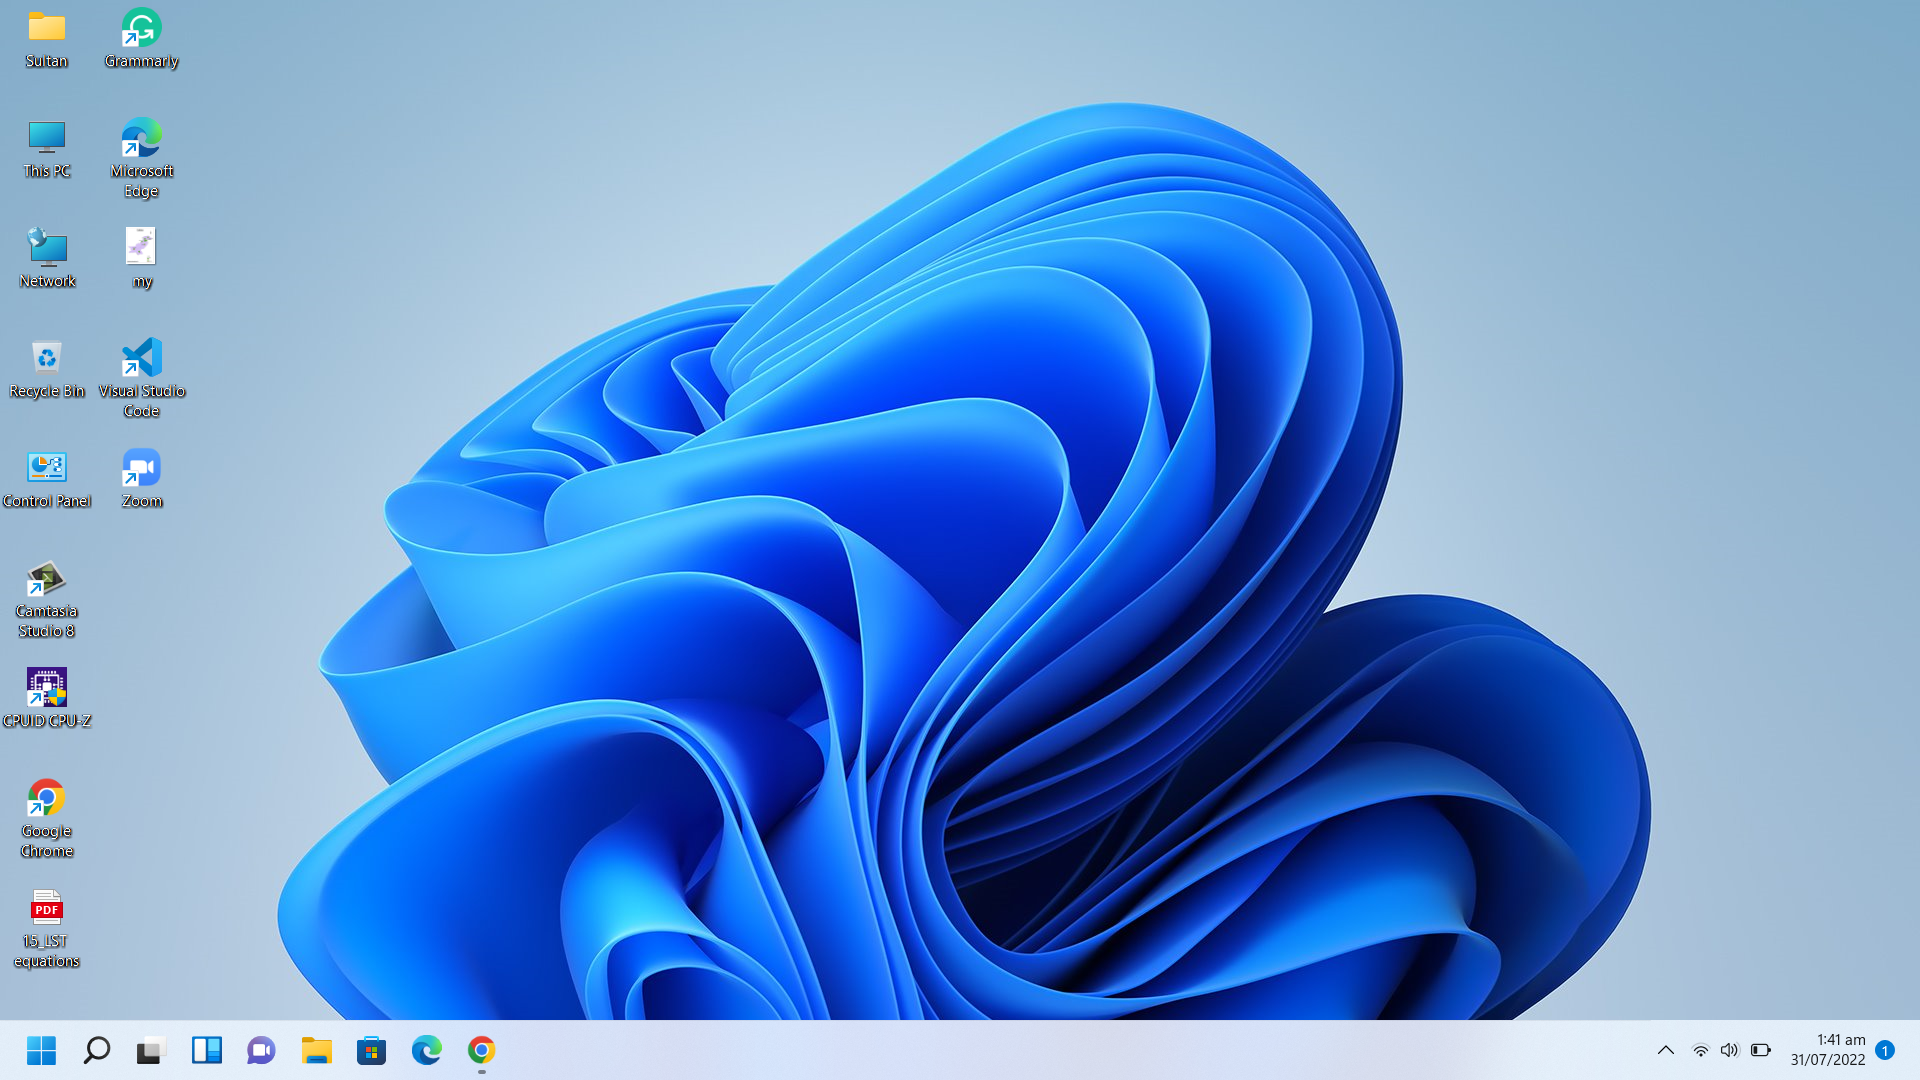 Sultan
Grammarly
This PC
Microsoft
Edge
Network
my
Recycle Bin
Visual Studio
Code
Control Panel
Zoom
Camtasia
Studio 8
CPUID CPU-Z
Google
Chrome
PDF
15_LST
equations
1:41 am
31/07/2022
1